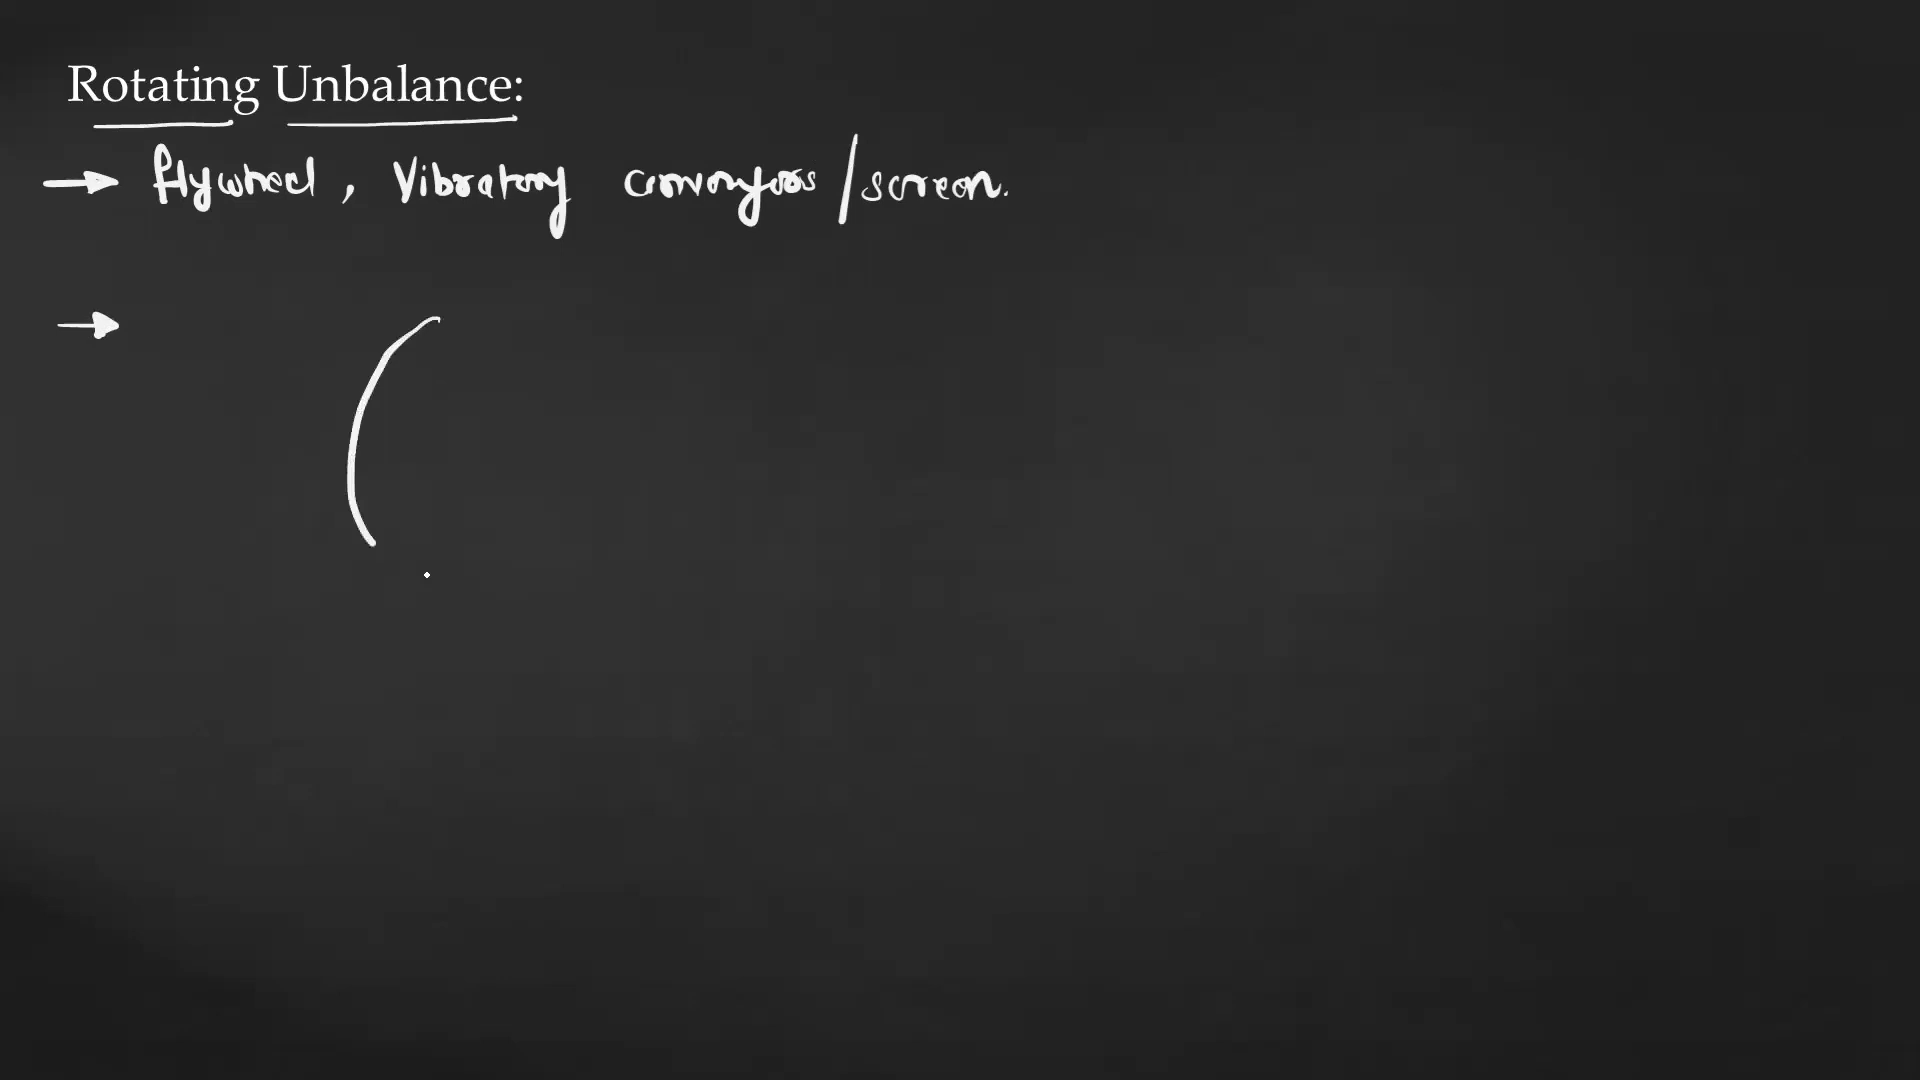 Rotating Unbalance:
→ flywheel, Vibratory conveyors/screen.
→